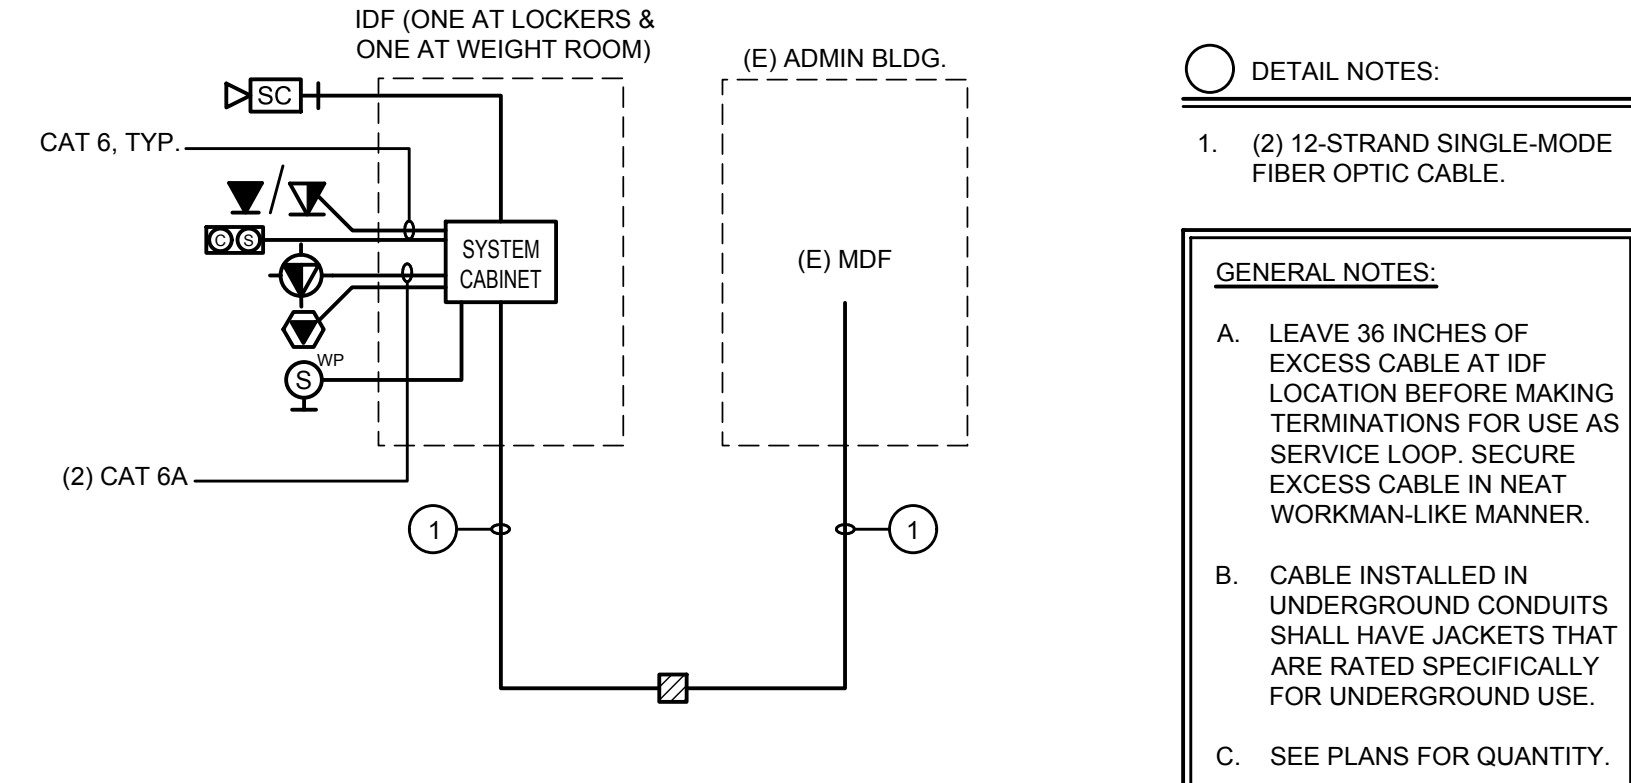 IDF (ONE AT LOCKERS &
ONE AT WEIGHT ROOM)
(E) ADMIN BLDG.
SC
CAT 6, TYP.
C S
SYSTEM
CABINET
(E) MDF
WP
S
(2) CAT 6A
1
1
DETAIL NOTES:
1. (2) 12-STRAND SINGLE-MODE
FIBER OPTIC CABLE.
GENERAL NOTES:
A. LEAVE 36 INCHES OF
EXCESS CABLE AT IDF
LOCATION BEFORE MAKING
TERMINATIONS FOR USE AS
SERVICE LOOP. SECURE
EXCESS CABLE IN NEAT
WORKMAN-LIKE MANNER.
B. CABLE INSTALLED IN
UNDERGROUND CONDUITS
SHALL HAVE JACKETS THAT
ARE RATED SPECIFICALLY
FOR UNDERGROUND USE.
C. SEE PLANS FOR QUANTITY.